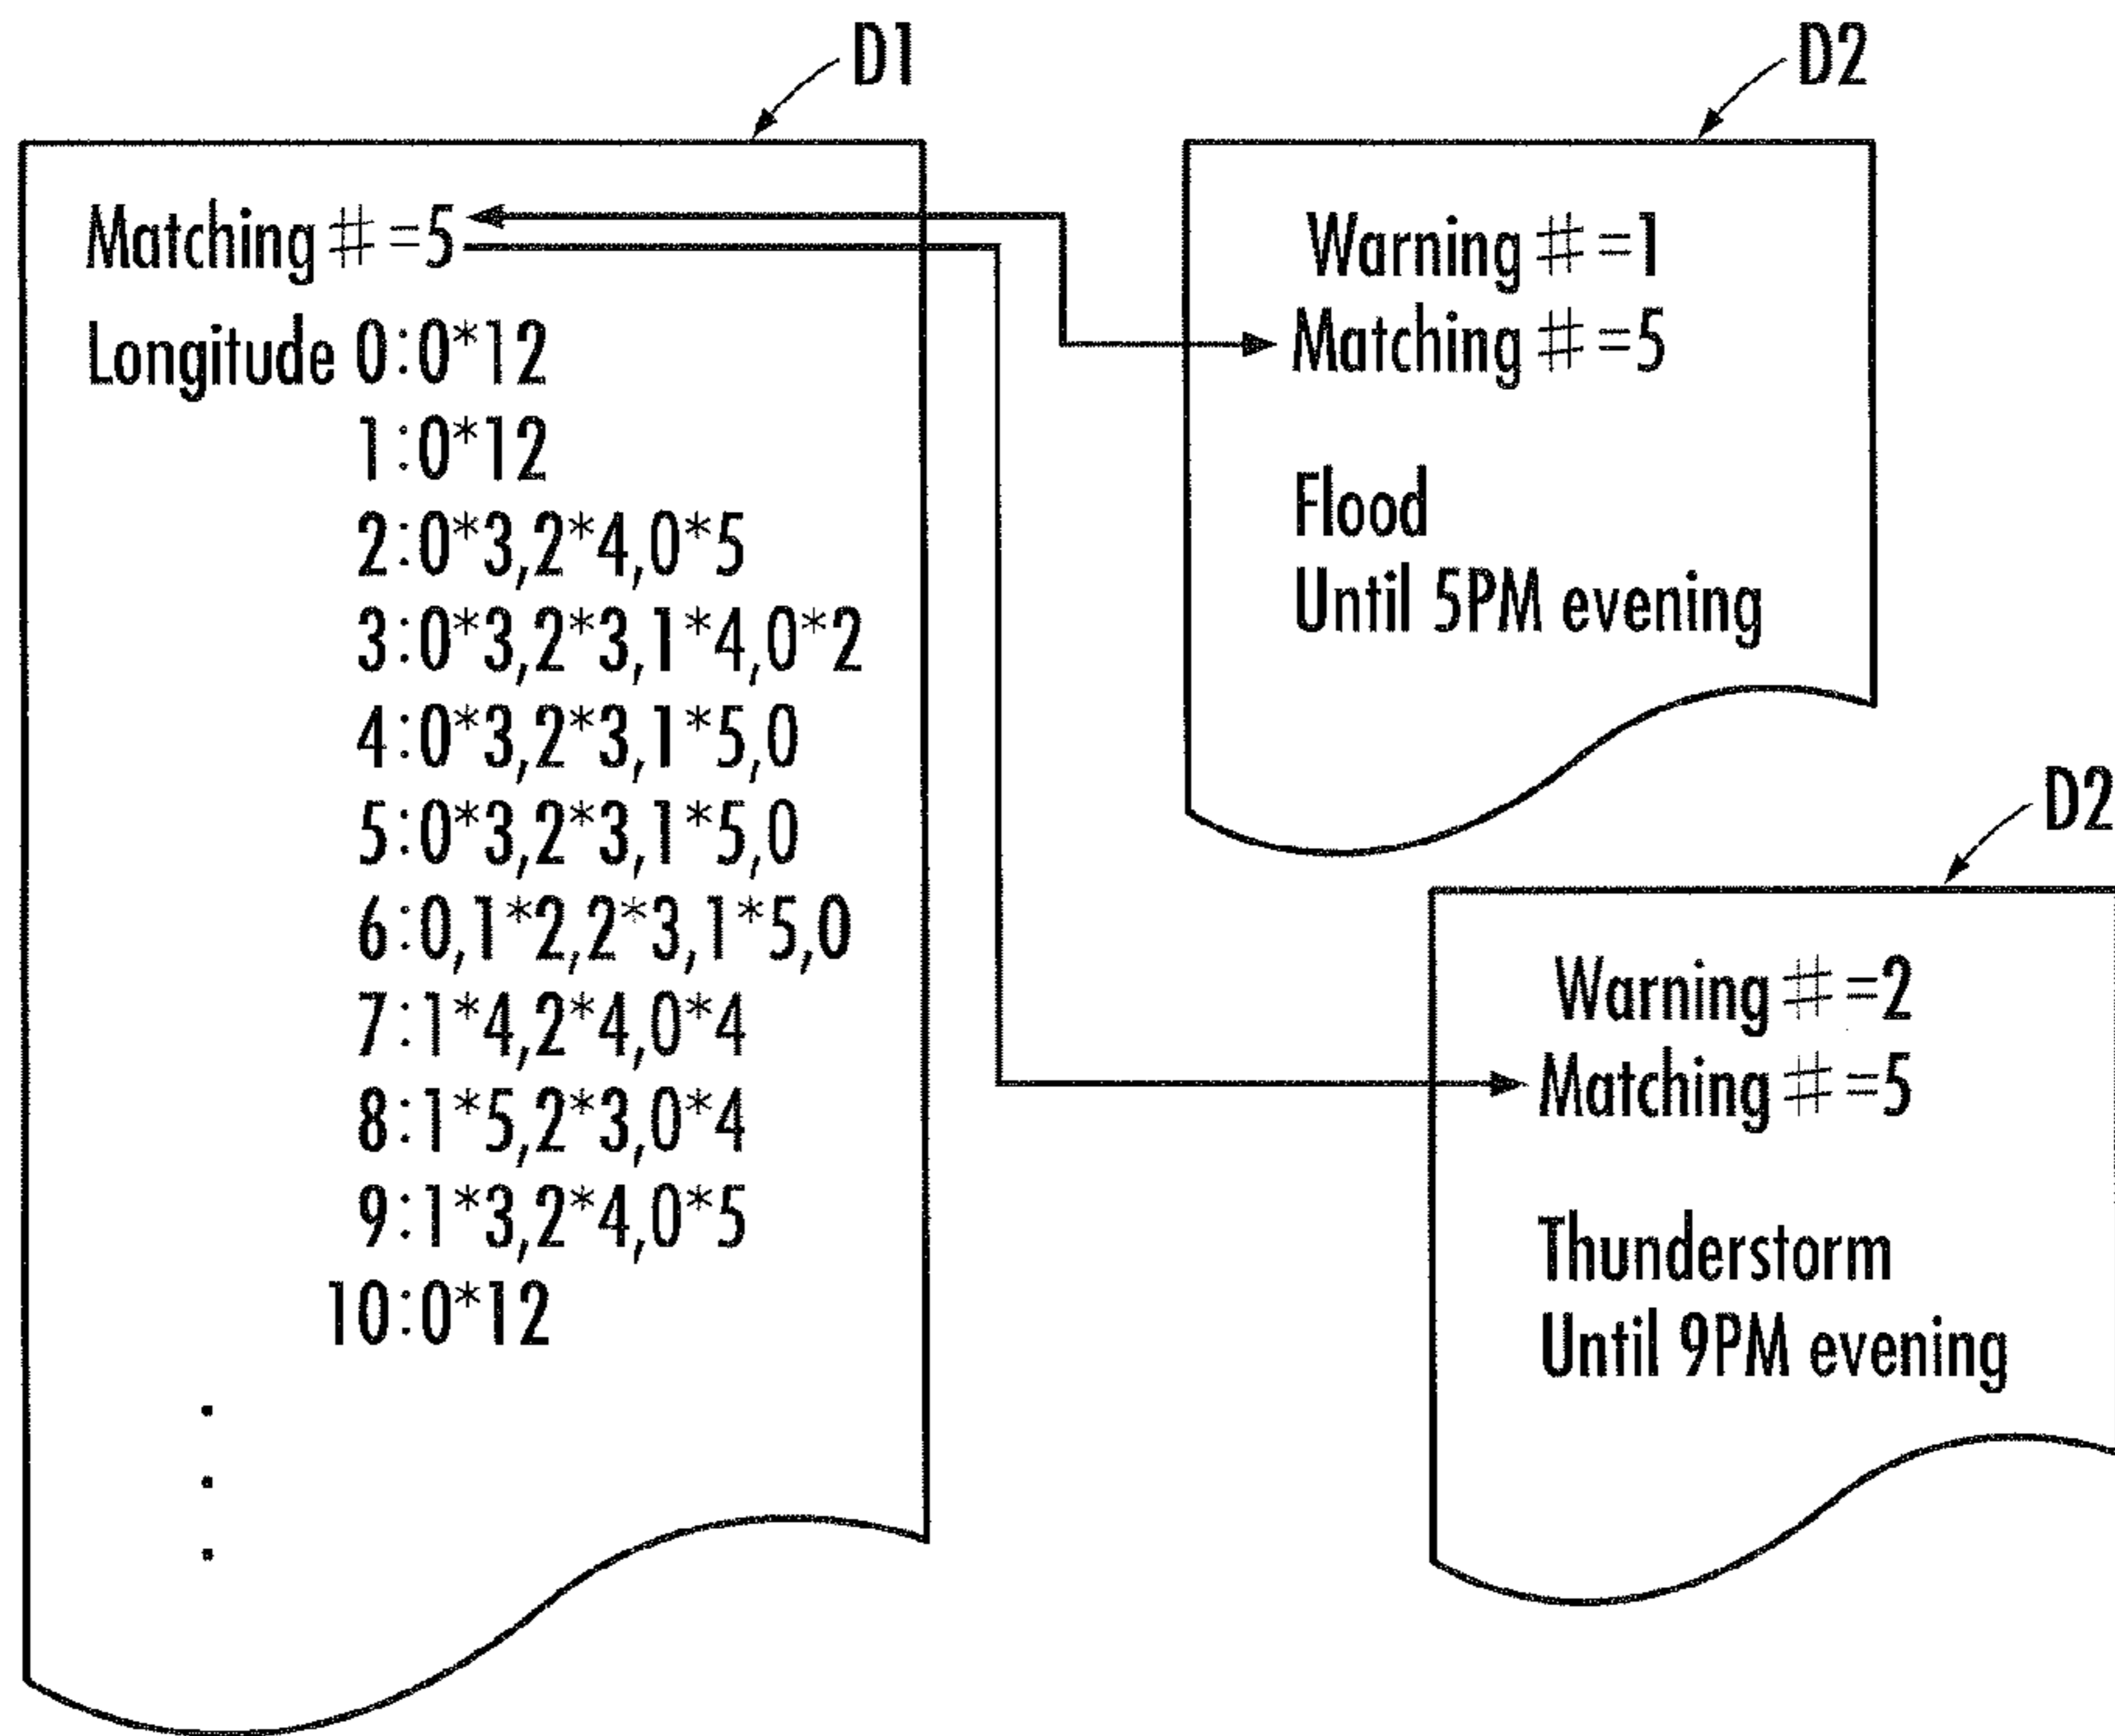 D1
Matching #=5
Longitude 0:0*12
1:0*12
2:0*3,2*4,0*5
3:0*3,2*3,1*4,0*2
4:0*3,2*3,1*5,0
5:0*3,2*3,1*5,0
6:0,1*2,2*3,1*5,0
7:1*4,2*4,0*4
8:1*5,2*3,0*4
9:1*3,2*4,0*5
10:0*12
D2
Warning #=1
Matching #=5
Flood
Until 5PM evening
D2
Warning #=2
Matching #=5
Thunderstorm
Until 9PM evening